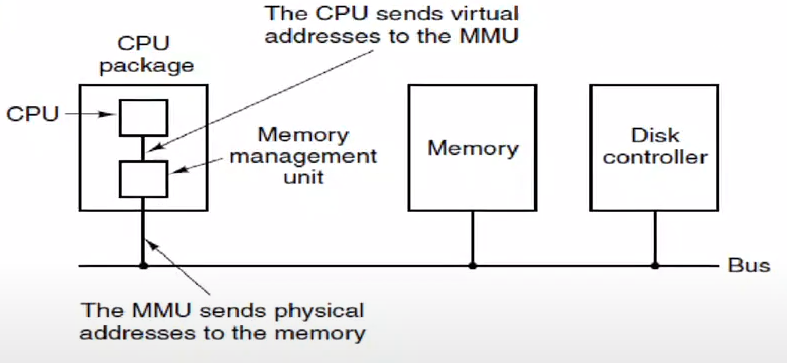 The CPU sends virtual
addresses to the MMU
CPU
package
CPU
Memory
management
unit
Memory
Disk
controller
Bus
The MMU sends physical
addresses to the memory